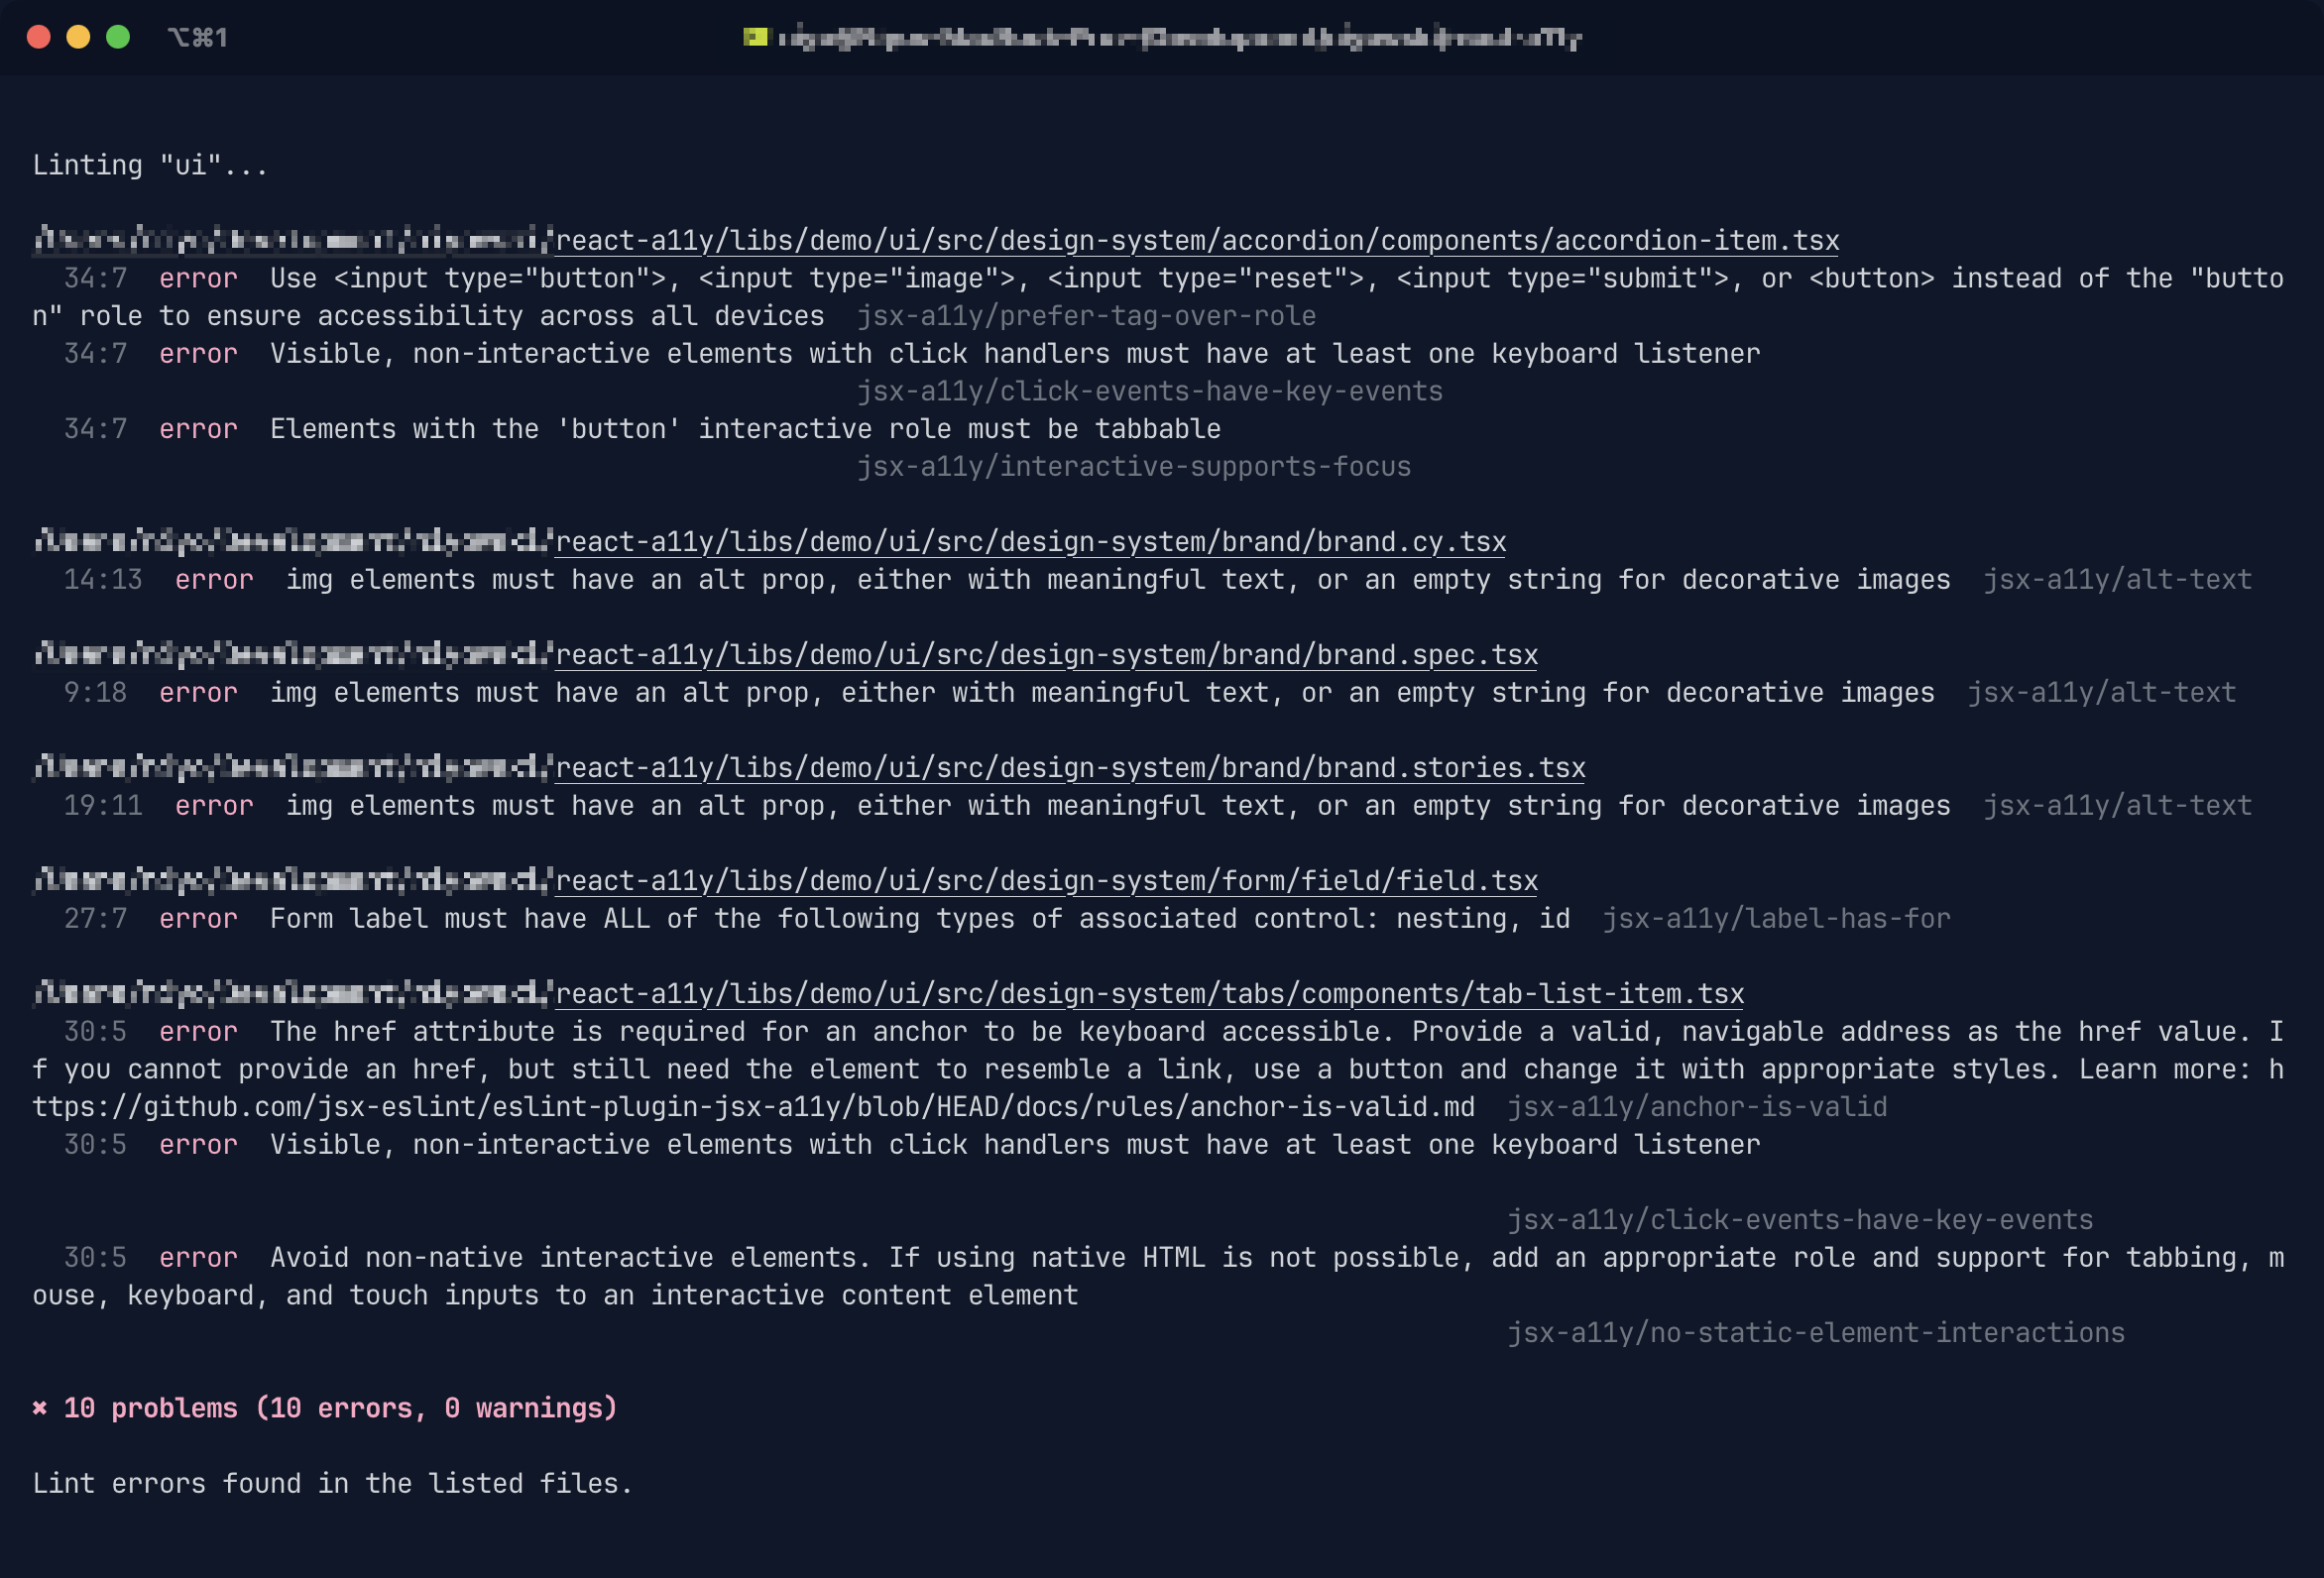 ⌥⌘1
Linting "ui"...
react-a11y/libs/demo/ui/src/design-system/accordion/components/accordion-item.tsx
34:7  error  Use <input type="button">, <input type="image">, <input type="reset">, <input type="submit">, or <button> instead of the "butto
n" role to ensure accessibility across all devices  jsx-a11y/prefer-tag-over-role
34:7  error  Visible, non-interactive elements with click handlers must have at least one keyboard listener
jsx-a11y/click-events-have-key-events
34:7  error  Elements with the 'button' interactive role must be tabbable
jsx-a11y/interactive-supports-focus
react-a11y/libs/demo/ui/src/design-system/brand/brand.cy.tsx
14:13  error  img elements must have an alt prop, either with meaningful text, or an empty string for decorative images  jsx-a11y/alt-text
react-a11y/libs/demo/ui/src/design-system/brand/brand.spec.tsx
9:18  error  img elements must have an alt prop, either with meaningful text, or an empty string for decorative images  jsx-a11y/alt-text
react-a11y/libs/demo/ui/src/design-system/brand/brand.stories.tsx
19:11  error  img elements must have an alt prop, either with meaningful text, or an empty string for decorative images  jsx-a11y/alt-text
react-a11y/libs/demo/ui/src/design-system/form/field/field.tsx
27:7  error  Form label must have ALL of the following types of associated control: nesting, id  jsx-a11y/label-has-for
react-a11y/libs/demo/ui/src/design-system/tabs/components/tab-list-item.tsx
30:5  error  The href attribute is required for an anchor to be keyboard accessible. Provide a valid, navigable address as the href value. I
f you cannot provide an href, but still need the element to resemble a link, use a button and change it with appropriate styles. Learn more: h
ttps://github.com/jsx-eslint/eslint-plugin-jsx-a11y/blob/HEAD/docs/rules/anchor-is-valid.md  jsx-a11y/anchor-is-valid
30:5  error  Visible, non-interactive elements with click handlers must have at least one keyboard listener
jsx-a11y/click-events-have-key-events
30:5  error  Avoid non-native interactive elements. If using native HTML is not possible, add an appropriate role and support for tabbing, m
ouse, keyboard, and touch inputs to an interactive content element
jsx-a11y/no-static-element-interactions
✖ 10 problems (10 errors, 0 warnings)
Lint errors found in the listed files.